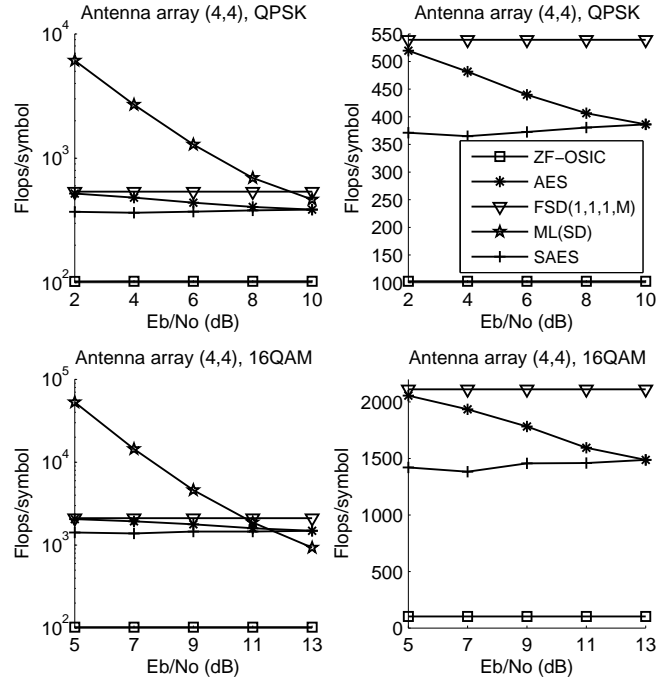 Antenna array (4,4), QPSK
Flops/symbol
10^4
10^3
10^2
2 4 6 8 10
Eb/No (dB)
Antenna array (4,4), QPSK
Flops/symbol
550
500
450
400
350
300
250
200
150
100
2 4 6 8 10
Eb/No (dB)
ZF−OSIC
AES
FSD(1,1,1,M)
ML(SD)
SAES
Antenna array (4,4), 16QAM
Flops/symbol
10^5
10^4
10^3
10^2
5 7 9 11 13
Eb/No (dB)
Antenna array (4,4), 16QAM
Flops/symbol
2000
1500
1000
500
0
5 7 9 11 13
Eb/No (dB)